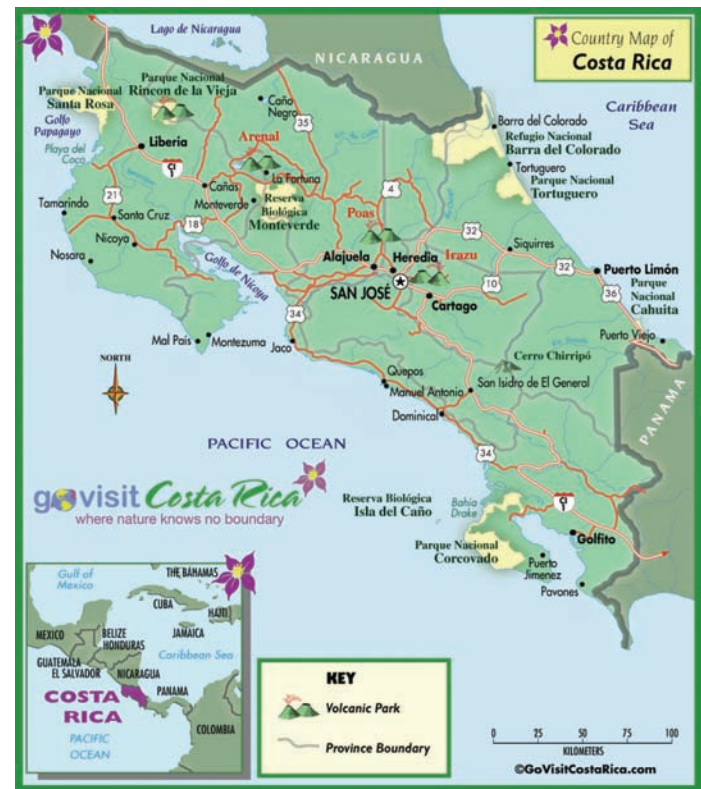 Country Map of
Costa Rica
Lago de Nicaragua
NICARAGUA
Parque Nacional
Rincon de la Vieja
Parque Nacional
Santa Rosa
Caño
Negro
Caribbean
Sea
Golfo
Papagayo
35
Barra del Colorado
Refugio Nacional
Barra del Colorado
Arenal
Liberia
Playa del
Coco
CI
1
La Fortuna
Tortuguero
Parque Nacional
Tortuguero
Cañas
21
4
Monteverde
Reserva
Biológica
Monteverde
Tamarindo
Santa Cruz
18
Poas
32
Nicoya
Siquirres
Nosara
Golfo de Nicoya
Alajuela
Heredia
Irazu
32
Puerto Limón
SAN JOSÉ
10
36
Cartago
Parque
Nacional
Cahuita
34
Mal Pais
Montezuma
Jaco
Puerto Viejo
NORTH
Cerro Chirripó
Quepos
Manuel Antonio
San Isidro de El General
Dominical
PANAMA
PACIFIC OCEAN
34
govisit Costa Rica
where nature knows no boundary
Reserva Biológica
Isla del Caño
Bahia
Drake
CI
1
Golfito
Parque Nacional
Corcovado
Puerto
Jimenez
Pavones
Gulf of
Mexico
THE BAHAMAS
CUBA
HAITI
MEXICO
BELIZE
JAMAICA
HONDURAS
Caribbean Sea
GUATEMALA
EL SALVADOR
NICARAGUA
COSTA
RICA
PANAMA
COLOMBIA
PACIFIC
OCEAN
KEY
Volcanic Park
Province Boundary
0 25 50 75 100
KILOMETERS
©GoVisitCostaRica.com